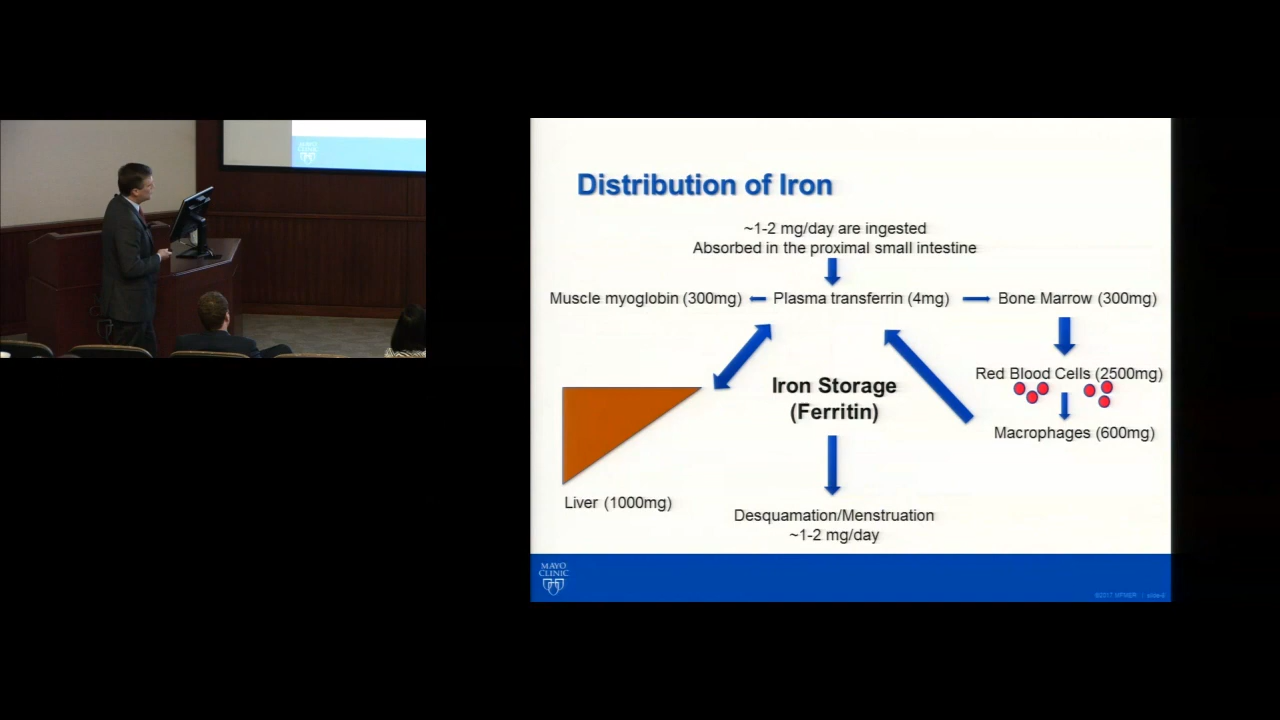 Distribution of Iron
~1-2 mg/day are ingested
Absorbed in the proximal small intestine
Muscle myoglobin (300mg)
Plasma transferrin (4mg)
Bone Marrow (300mg)
Red Blood Cells (2500mg)
Iron Storage
(Ferritin)
Macrophages (600mg)
Liver (1000mg)
Desquamation/Menstruation
~1-2 mg/day
MAYO
CLINIC
©2017 MFMER